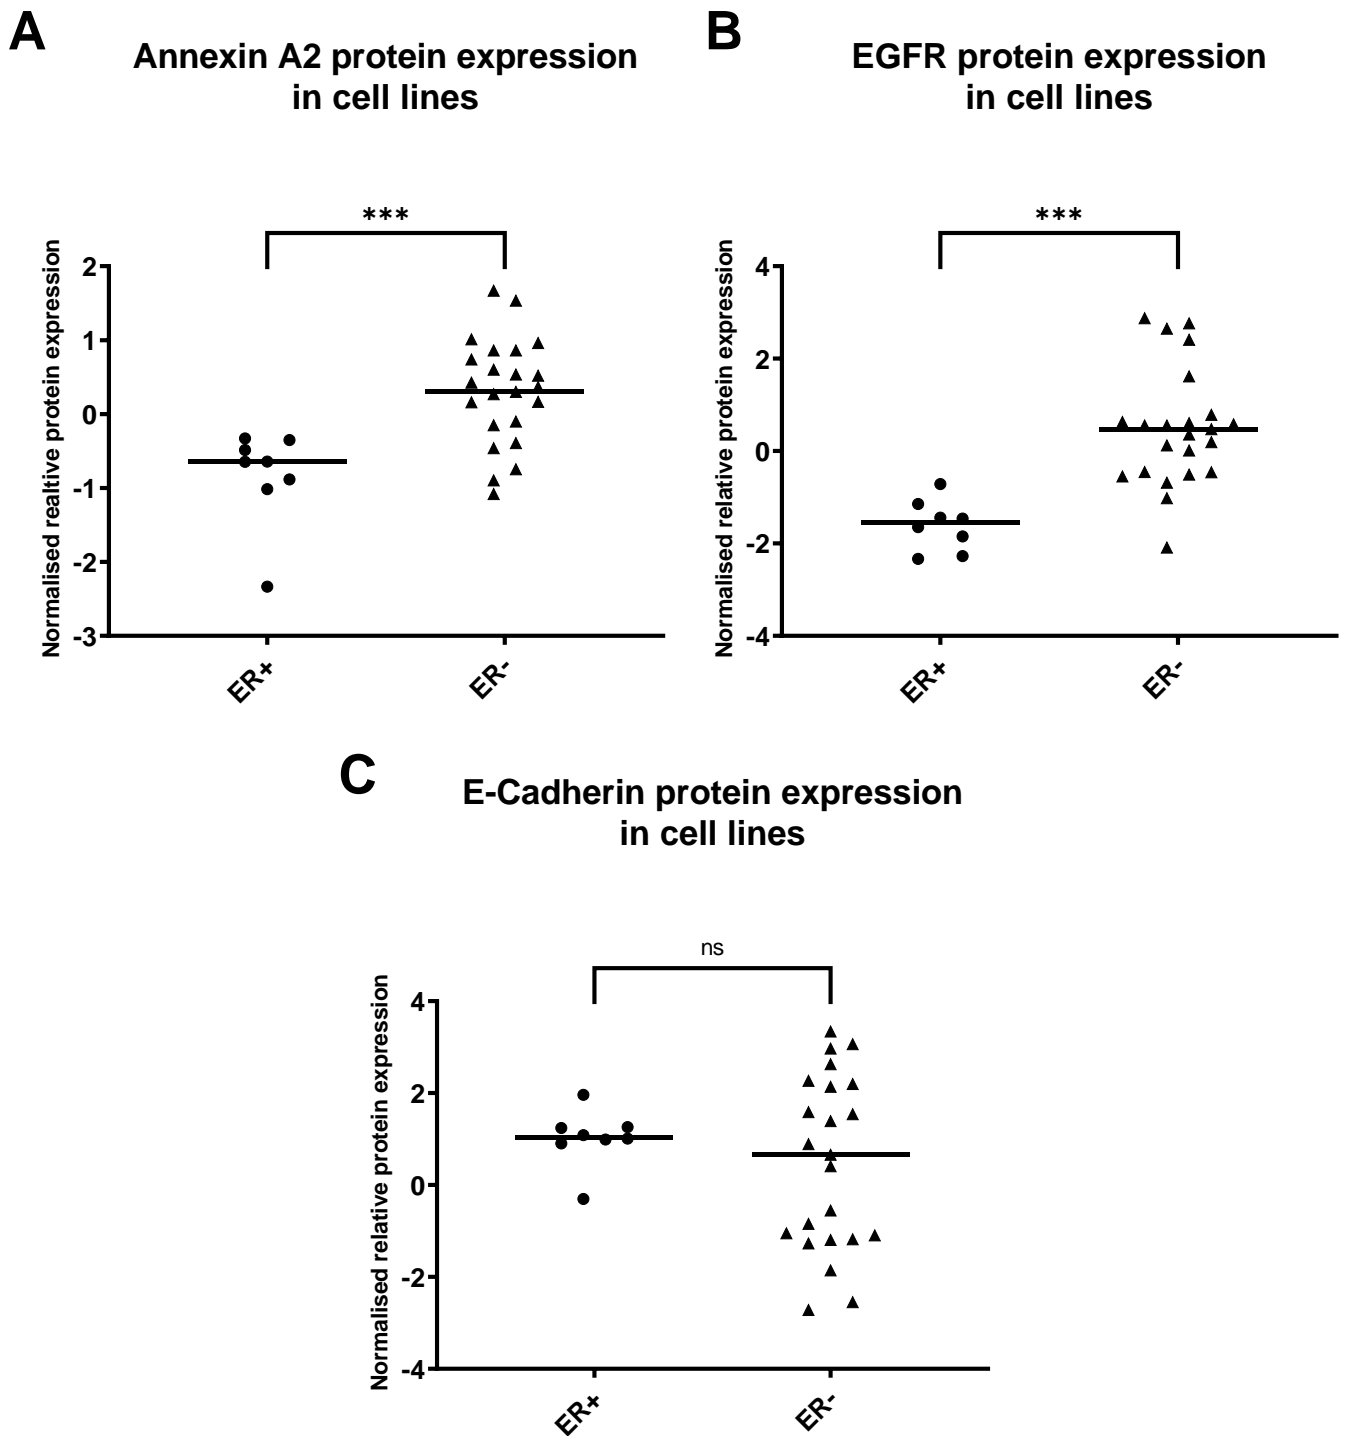 A
Annexin A2 protein expression
in cell lines
***
Normalised realtive protein expression
2
1
0
-1
-2
-3
ER+
ER-
B
EGFR protein expression
in cell lines
***
Normalised relative protein expression
4
2
0
-2
-4
ER+
ER-
C
E-Cadherin protein expression
in cell lines
ns
Normalised relative protein expression
4
2
0
-2
-4
ER+
ER-